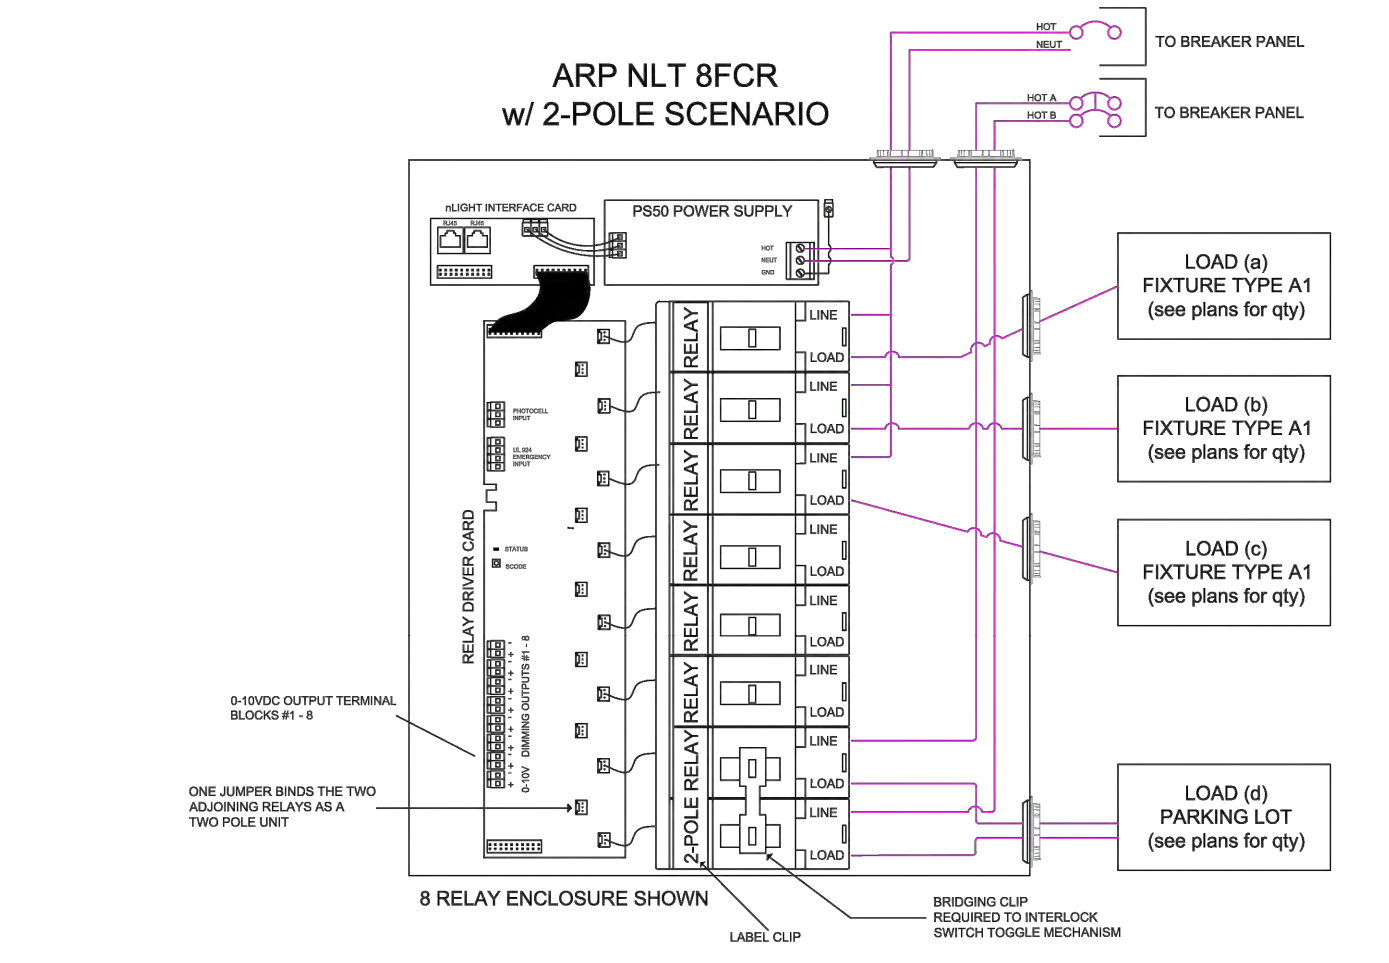 HOT
NEUT
TO BREAKER PANEL
ARP NLT 8FCR
w/ 2-POLE SCENARIO
HOT A
HOT B
TO BREAKER PANEL
nLIGHT INTERFACE CARD
RJ45 RJ45
PS50 POWER SUPPLY
HOT
NEUT
GND
LOAD (a)
FIXTURE TYPE A1
(see plans for qty)
LOAD (b)
FIXTURE TYPE A1
(see plans for qty)
LOAD (c)
FIXTURE TYPE A1
(see plans for qty)
LOAD (d)
PARKING LOT
(see plans for qty)
RELAY
LINE
LOAD
RELAY
LINE
LOAD
RELAY
LINE
LOAD
RELAY
LINE
LOAD
RELAY
LINE
LOAD
RELAY
LINE
LOAD
2-POLE RELAY
LINE
LOAD
LINE
LOAD
PHOTOCELL
INPUT
UL 924
EMERGENCY
INPUT
STATUS
SCODE
RELAY DRIVER CARD
0-10V DIMMING OUTPUTS #1 - 8
-
+
-
+
-
+
-
+
-
+
-
+
-
+
-
+
0-10VDC OUTPUT TERMINAL
BLOCKS #1 - 8
ONE JUMPER BINDS THE TWO
ADJOINING RELAYS AS A
TWO POLE UNIT
8 RELAY ENCLOSURE SHOWN
LABEL CLIP
BRIDGING CLIP
REQUIRED TO INTERLOCK
SWITCH TOGGLE MECHANISM